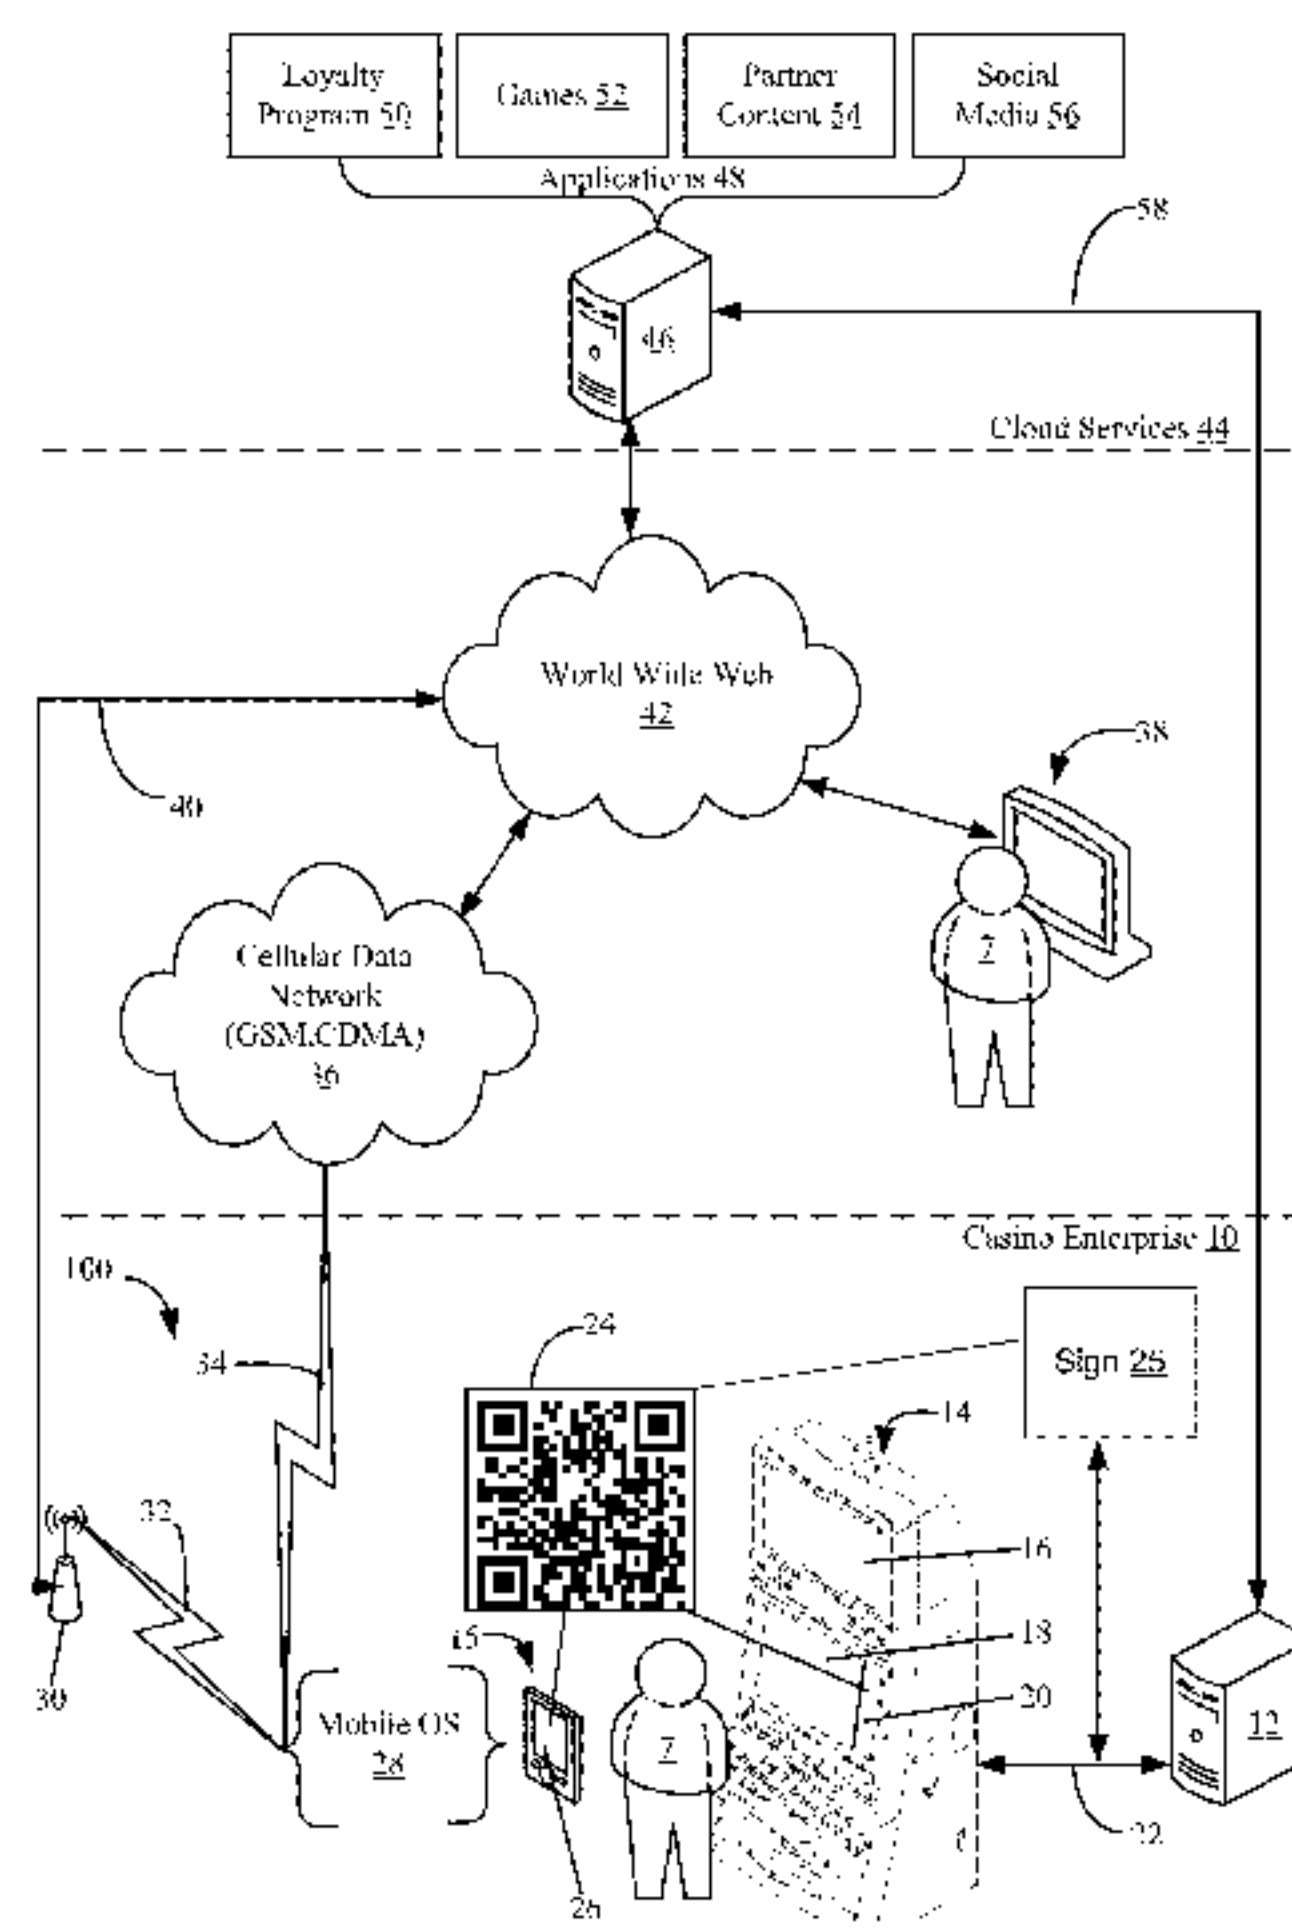 Loyalty
Program 50
Games 52
Partner
Content 54
Social
Media 56
Applications 48
58
46
Cloud Services 44
World Wide Web
42
38
40
7
Cellular Data
Network
(GSM,CDMA)
36
Casino Enterprise 10
100
24
34
Sign 25
14
32
16
15
18
30
20
Mobile OS
28
7
12
22
26